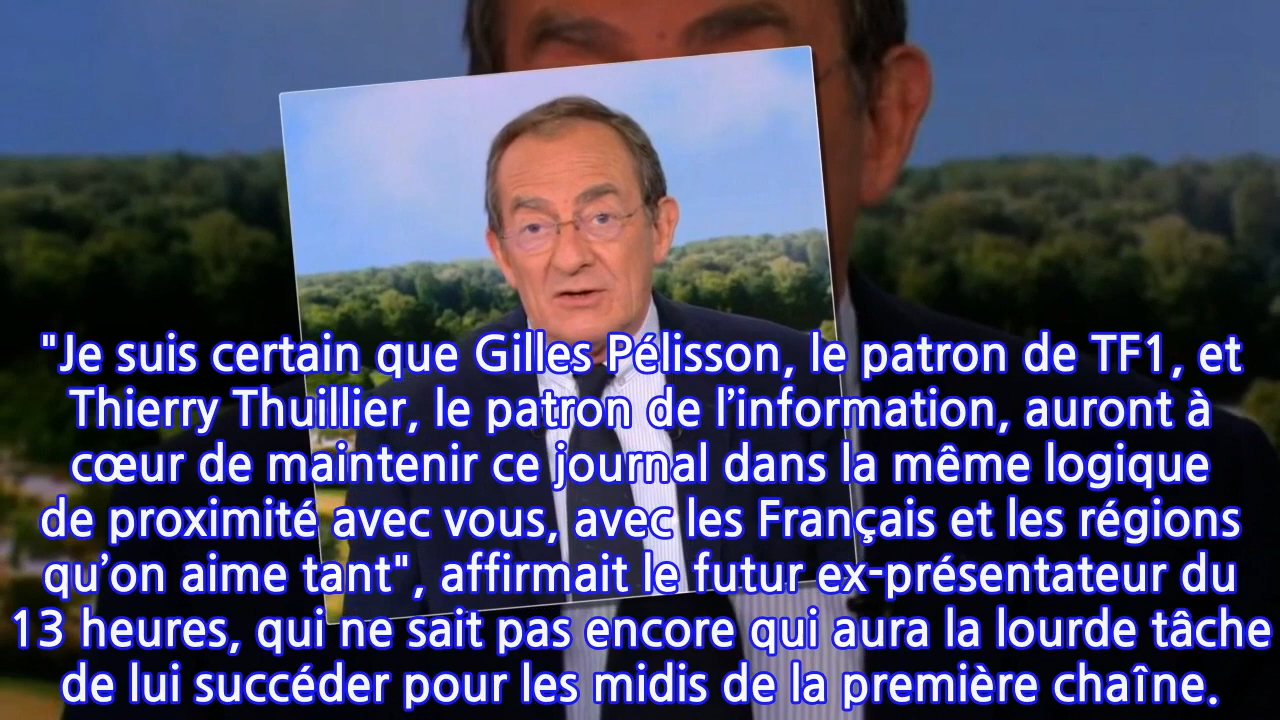 "Je suis certain que Gilles Pélisson, le patron de TF1, et
Thierry Thuillier, le patron de l’information, auront à
cœur de maintenir ce journal dans la même logique
de proximité avec vous, avec les Français et les régions
qu’on aime tant", affirmait le futur ex-présentateur du
13 heures, qui ne sait pas encore qui aura la lourde tâche
de lui succéder pour les midis de la première chaîne.